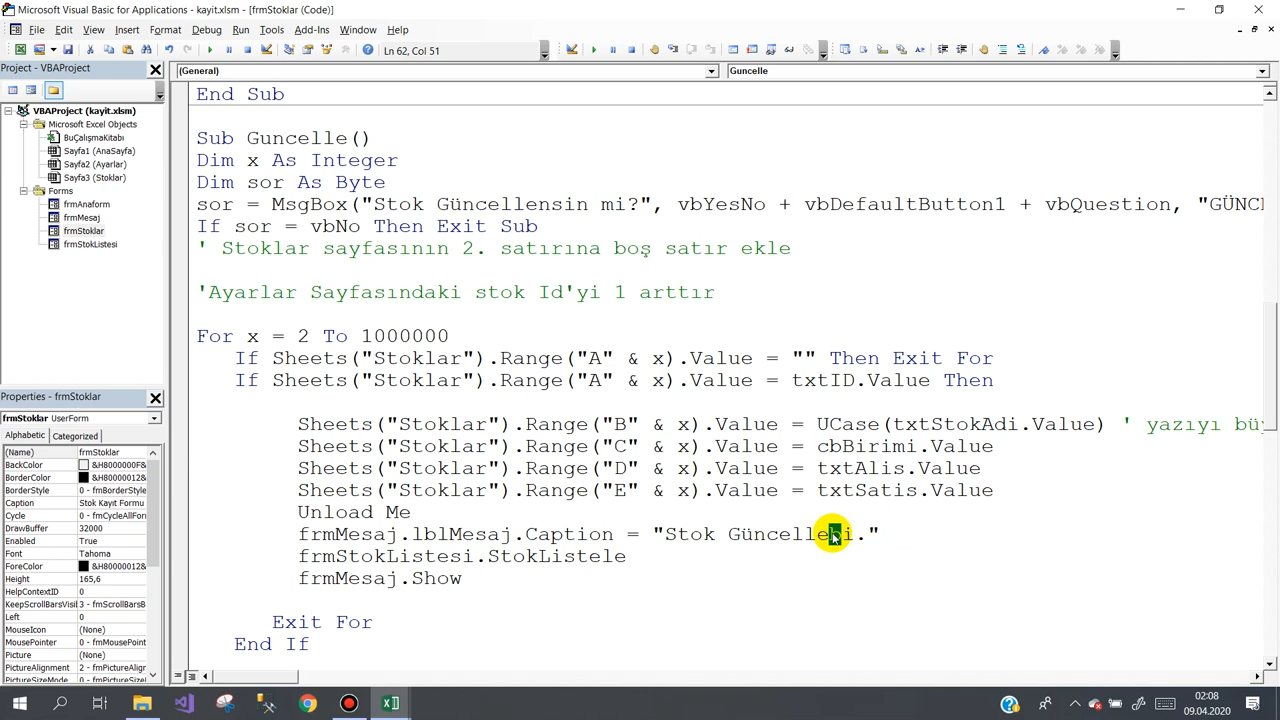 Microsoft Visual Basic for Applications - kayit.xlsm - [frmStoklar (Code)]
File Edit View Insert Format Debug Run Tools Add-Ins Window Help
Ln 62, Col 51
Project - VBAProject
(General)
Guncelle
VBAProject (kayit.xlsm)
Microsoft Excel Objects
BuÇalışmaKitabı
Sayfa1 (AnaSayfa)
Sayfa2 (Ayarlar)
Sayfa3 (Stoklar)
Forms
frmAnaform
frmMesaj
frmStoklar
frmStokListesi
Properties - frmStoklar
frmStoklar UserForm
Alphabetic Categorized
(Name) frmStoklar
BackColor &H8000000F&
BorderColor &H80000012&
BorderStyle 0 - fmBorderStyl
Caption Stok Kayıt Formu
Cycle 0 - fmCycleAllFor
DrawBuffer 32000
Enabled True
Font Tahoma
ForeColor &H80000012&
Height 165,6
HelpContextID 0
KeepScrollBarsVisil 3 - fmScrollBarsB
Left 0
MouseIcon (None)
MousePointer 0 - fmMousePoint
Picture (None)
PictureAlignment 2 - fmPictureAlig
PictureSizeMode 0 - fmPictureSize
End Sub
Sub Guncelle()
Dim x As Integer
Dim sor As Byte
sor = MsgBox("Stok Güncellensin mi?", vbYesNo + vbDefaultButton1 + vbQuestion, "GÜNC
If sor = vbNo Then Exit Sub
' Stoklar sayfasının 2. satırına boş satır ekle
'Ayarlar Sayfasındaki stok Id'yi 1 arttır
For x = 2 To 1000000
If Sheets("Stoklar").Range("A" & x).Value = "" Then Exit For
If Sheets("Stoklar").Range("A" & x).Value = txtID.Value Then
Sheets("Stoklar").Range("B" & x).Value = UCase(txtStokAdi.Value) ' yazıyı büy
Sheets("Stoklar").Range("C" & x).Value = cbBirimi.Value
Sheets("Stoklar").Range("D" & x).Value = txtAlis.Value
Sheets("Stoklar").Range("E" & x).Value = txtSatis.Value
Unload Me
frmMesaj.lblMesaj.Caption = "Stok
frmStokListesi.StokListele
frmMesaj.Show
Exit For
End If
02:08
09.04.2020